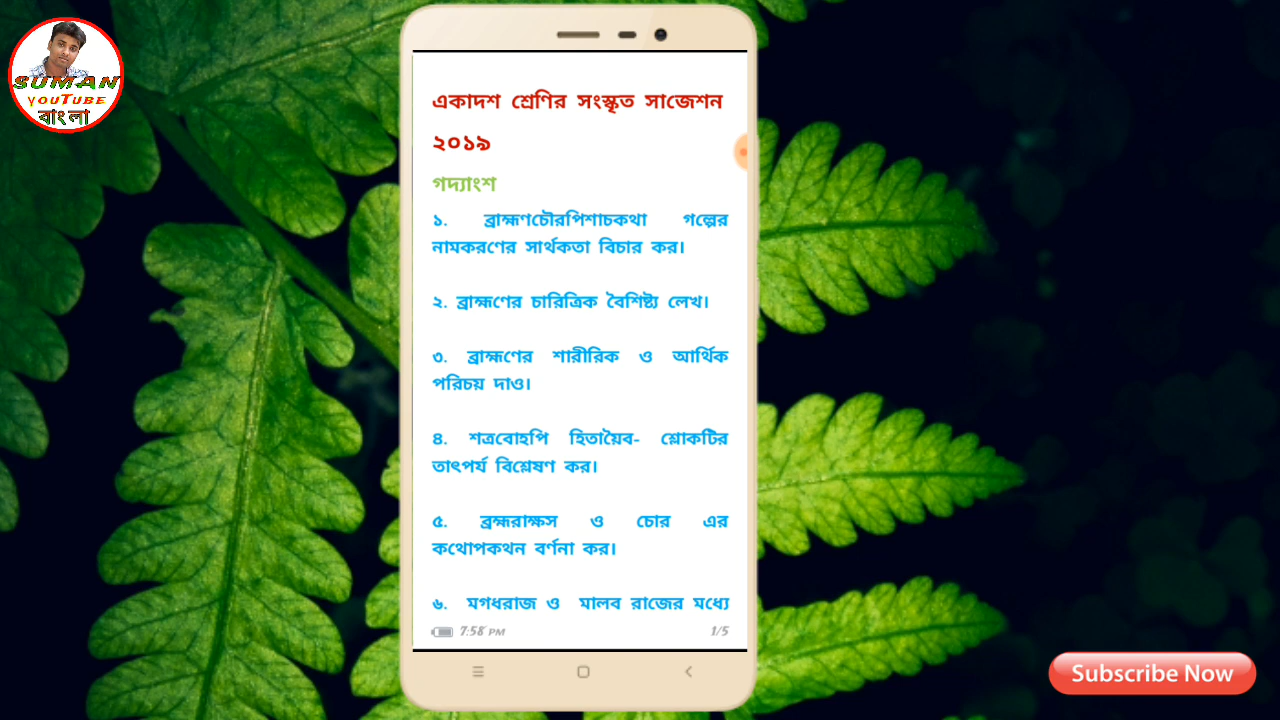 SUMAN
YOUTUBE
বাংলা
একাদশ শ্রেণির সংস্কৃত সাজেশন
২০১৯
গদ্যাংশ
১. ব্রাহ্মণচৌরপিশাচকথা গল্পের
নামকরণের সার্থকতা বিচার কর।
২. ব্রাহ্মণের চারিত্রিক বৈশিষ্ট্য লেখ।
৩. ব্রাহ্মণের শারীরিক ও আর্থিক
পরিচয় দাও।
৪. শত্রবোহপি হিতায়ৈব- শ্লোকটির
তাৎপর্য বিশ্লেষণ কর।
৫. ব্রহ্মরাক্ষস ও চোর এর
কথোপকথন বর্ণনা কর।
৬. মগধরাজ ও মালব রাজের মধ্যে
7:58 PM 1/5
Subscribe Now